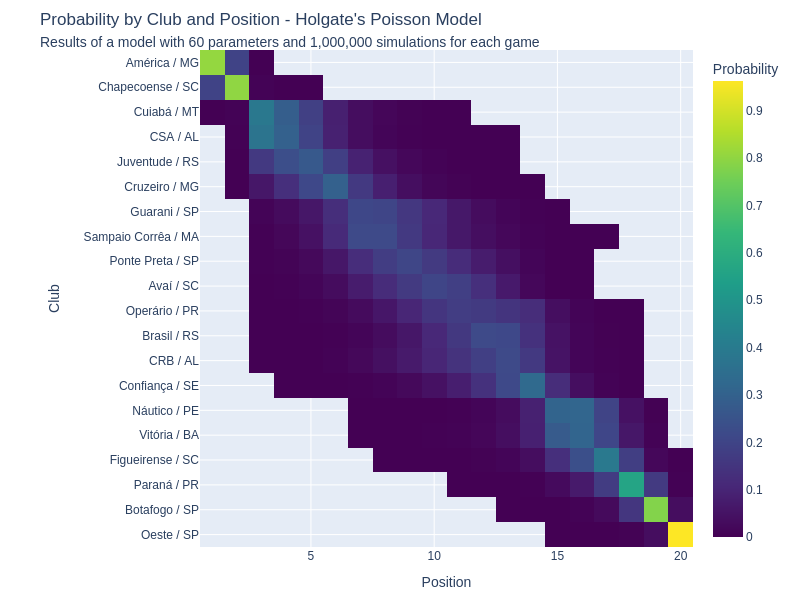 Probability by Club and Position - Holgate's Poisson Model
Results of a model with 60 parameters and 1,000,000 simulations for each game
Probability
América / MG
Chapecoense / SC
Cuiabá / MT
CSA / AL
Juventude / RS
Cruzeiro / MG
Guarani / SP
Sampaio Corrêa / MA
Ponte Preta / SP
Avaí / SC
Operário / PR
Brasil / RS
CRB / AL
Confiança / SE
Náutico / PE
Vitória / BA
Figueirense / SC
Paraná / PR
Botafogo / SP
Oeste / SP
Club
5
10
15
20
Position
0.9
0.8
0.7
0.6
0.5
0.4
0.3
0.2
0.1
0